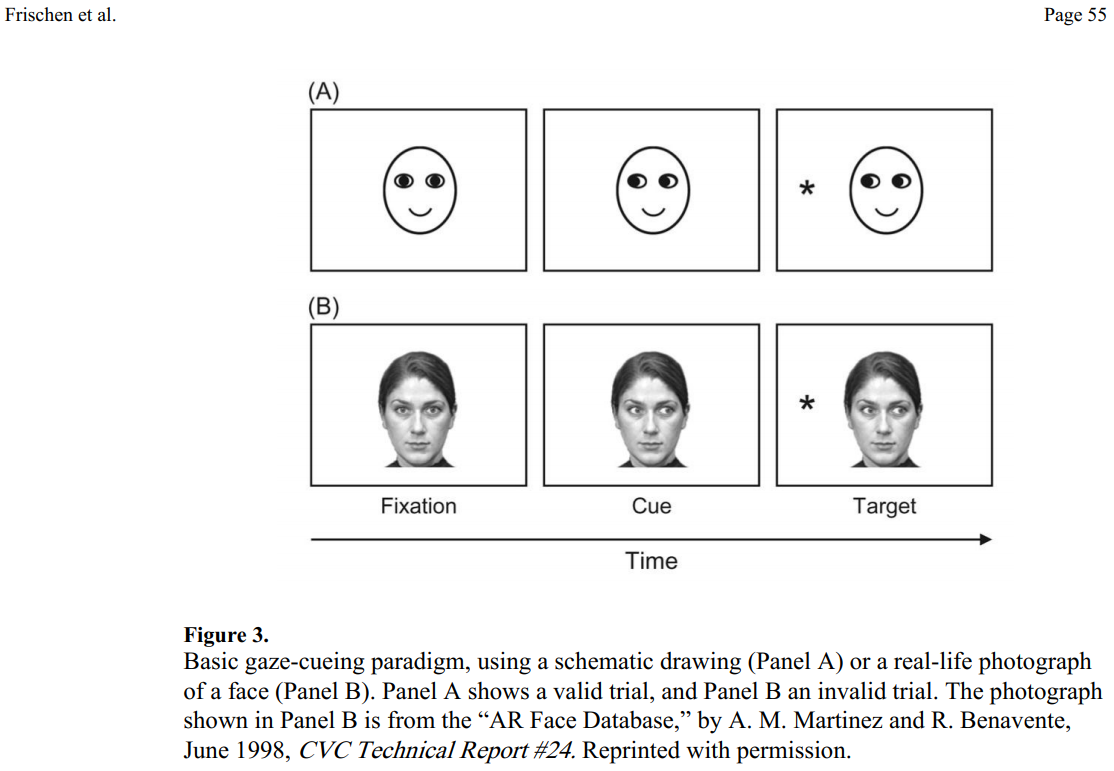 Frischen et al. Page 55
(A)
*
(B)
*
Fixation Cue Target
Time
Figure 3.
Basic gaze-cueing paradigm, using a schematic drawing (Panel A) or a real-life photograph
of a face (Panel B). Panel A shows a valid trial, and Panel B an invalid trial. The photograph
shown in Panel B is from the “AR Face Database,” by A. M. Martinez and R. Benavente,
June 1998, CVC Technical Report #24. Reprinted with permission.